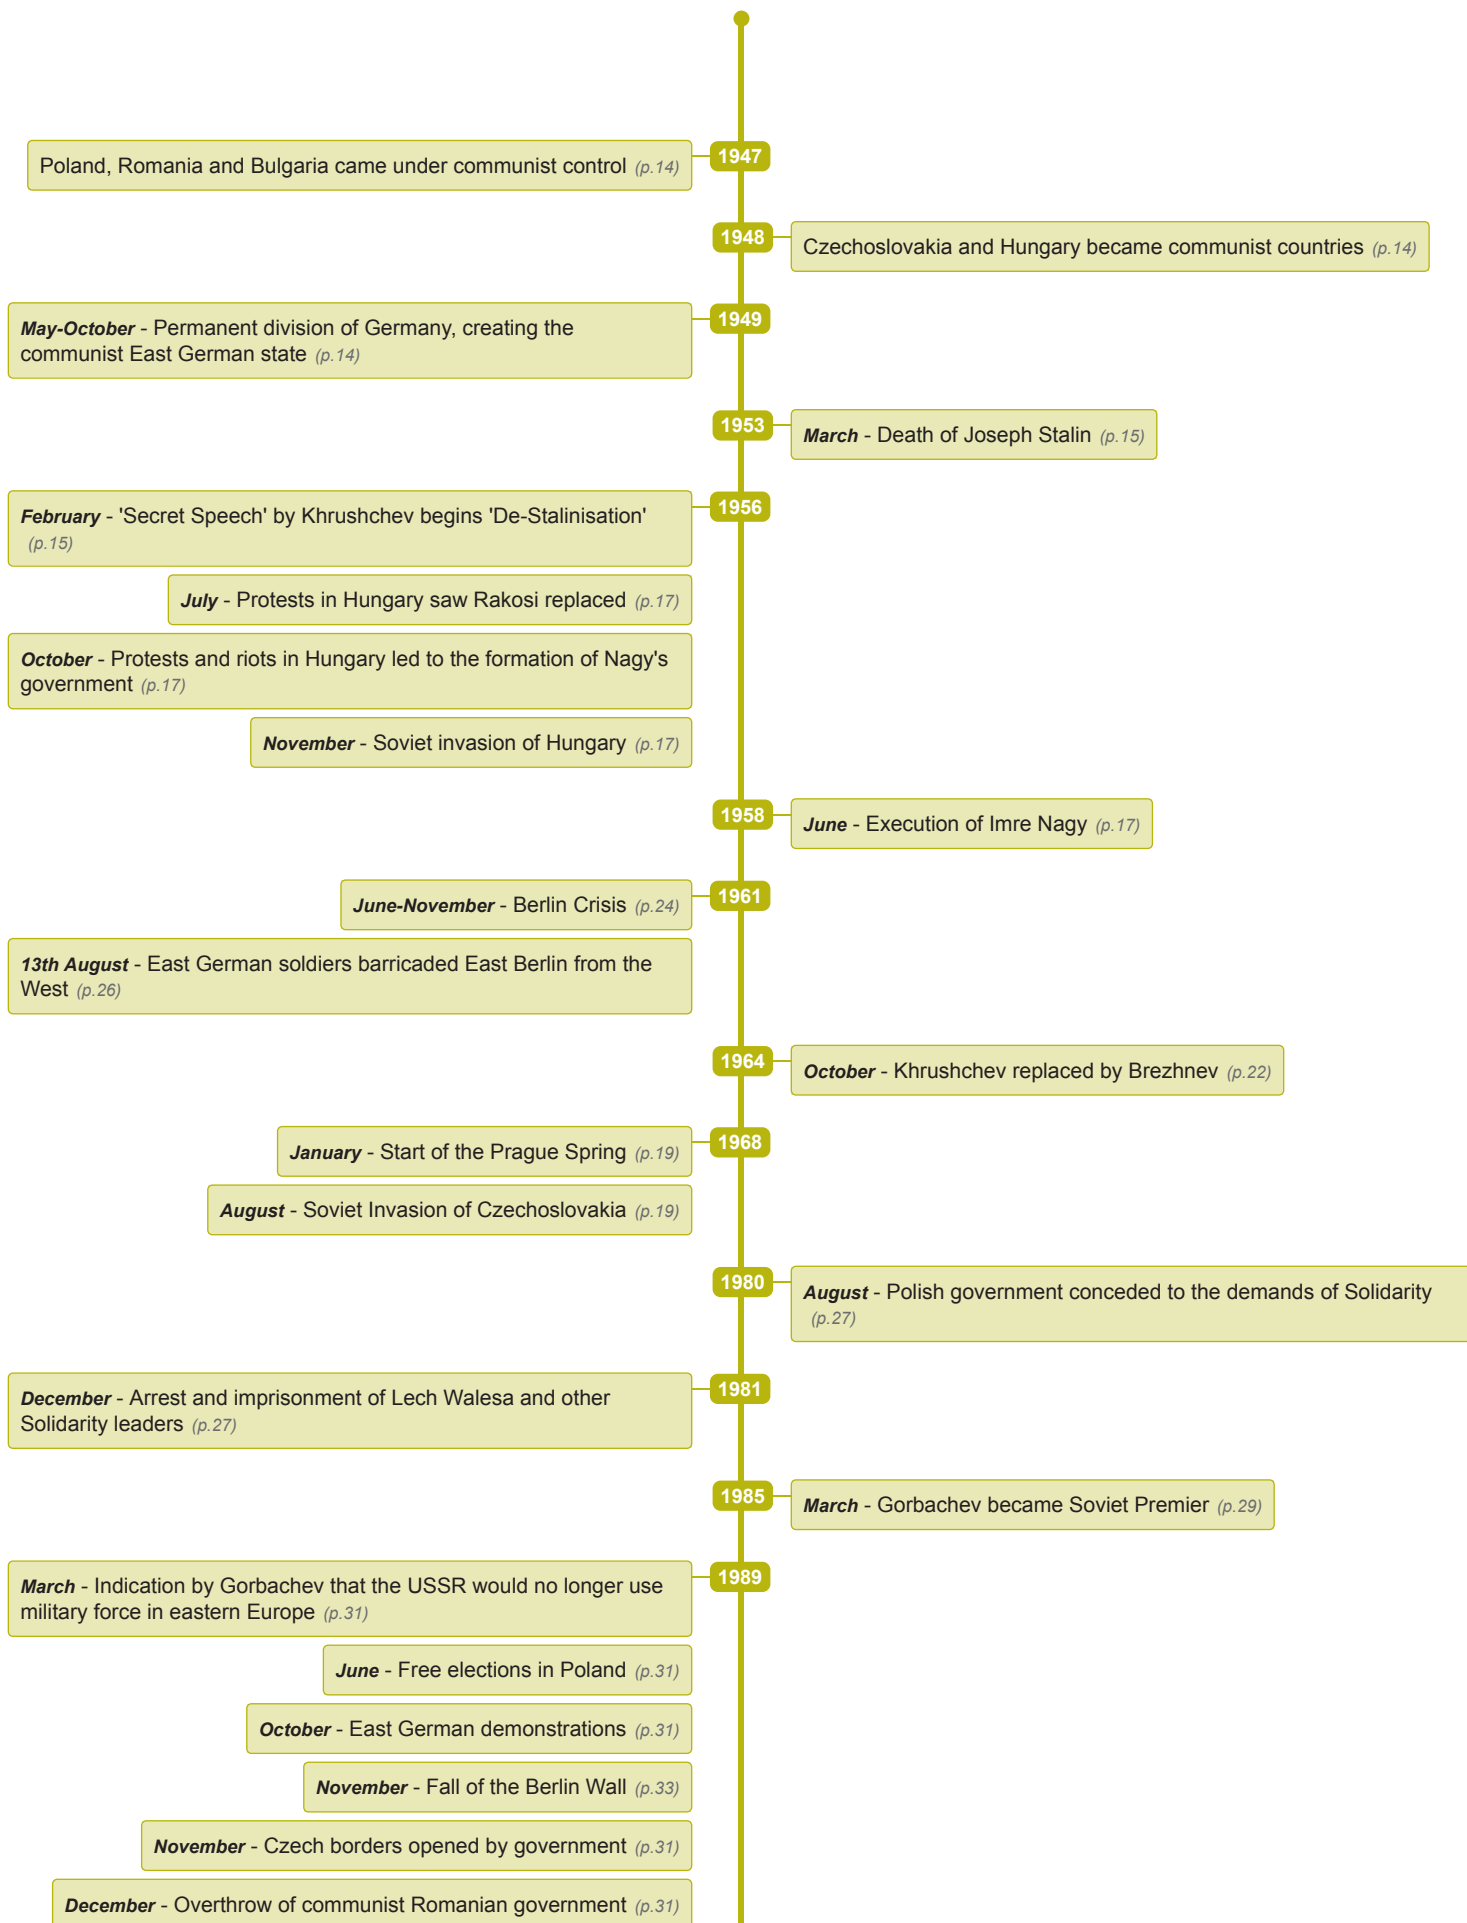 1947
Poland, Romania and Bulgaria came under communist control (p.14)
1948
Czechoslovakia and Hungary became communist countries (p.14)
1949
May-October - Permanent division of Germany, creating the
communist East German state (p.14)
1953
March - Death of Joseph Stalin (p.15)
1956
February - 'Secret Speech' by Khrushchev begins 'De-Stalinisation'
(p.15)
July - Protests in Hungary saw Rakosi replaced (p.17)
October - Protests and riots in Hungary led to the formation of Nagy's
government (p.17)
November - Soviet invasion of Hungary (p.17)
1958
June - Execution of Imre Nagy (p.17)
1961
June-November - Berlin Crisis (p.24)
13th August - East German soldiers barricaded East Berlin from the
West (p.26)
1964
October - Khrushchev replaced by Brezhnev (p.22)
1968
January - Start of the Prague Spring (p.19)
August - Soviet Invasion of Czechoslovakia (p.19)
1980
August - Polish government conceded to the demands of Solidarity
(p.27)
1981
December - Arrest and imprisonment of Lech Walesa and other
Solidarity leaders (p.27)
1985
March - Gorbachev became Soviet Premier (p.29)
1989
March - Indication by Gorbachev that the USSR would no longer use
military force in eastern Europe (p.31)
June - Free elections in Poland (p.31)
October - East German demonstrations (p.31)
November - Fall of the Berlin Wall (p.33)
November - Czech borders opened by government (p.31)
December - Overthrow of communist Romanian government (p.31)